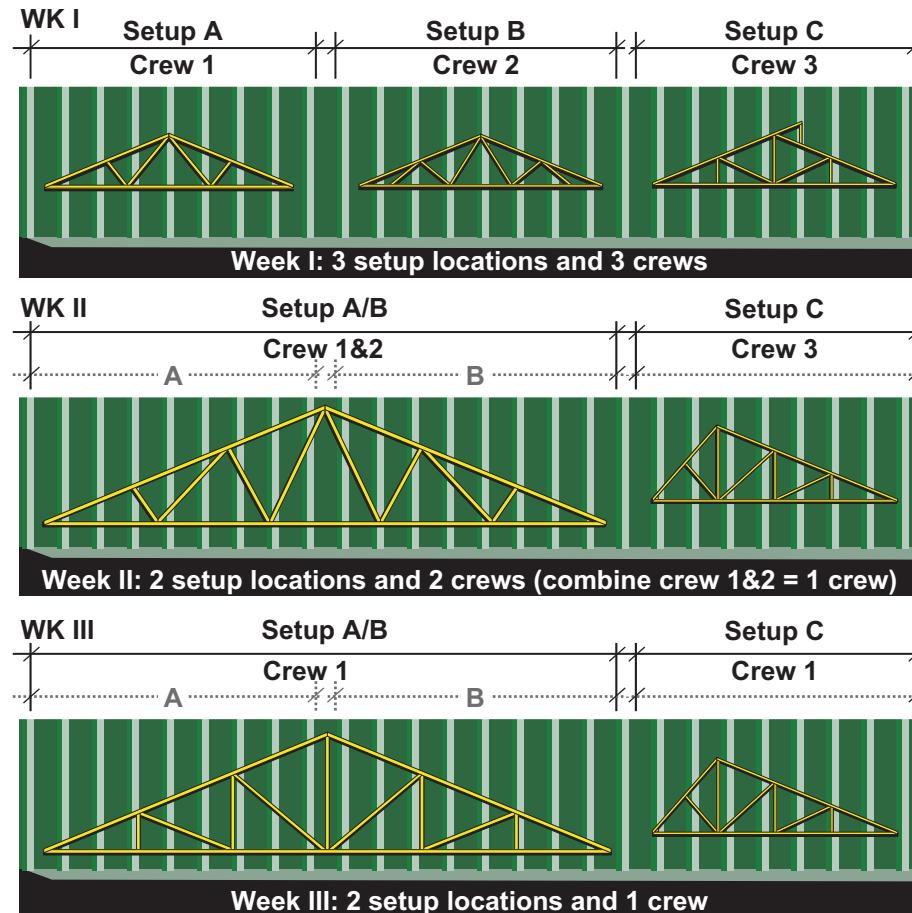 WK I
Setup A Setup B Setup C
Crew 1 Crew 2 Crew 3
Week I: 3 setup locations and 3 crews
WK II Setup A/B Setup C
Crew 1&2 Crew 3
A B
Week II: 2 setup locations and 2 crews (combine crew 1&2 = 1 crew)
WK III Setup A/B Setup C
Crew 1 Crew 1
A B
Week III: 2 setup locations and 1 crew